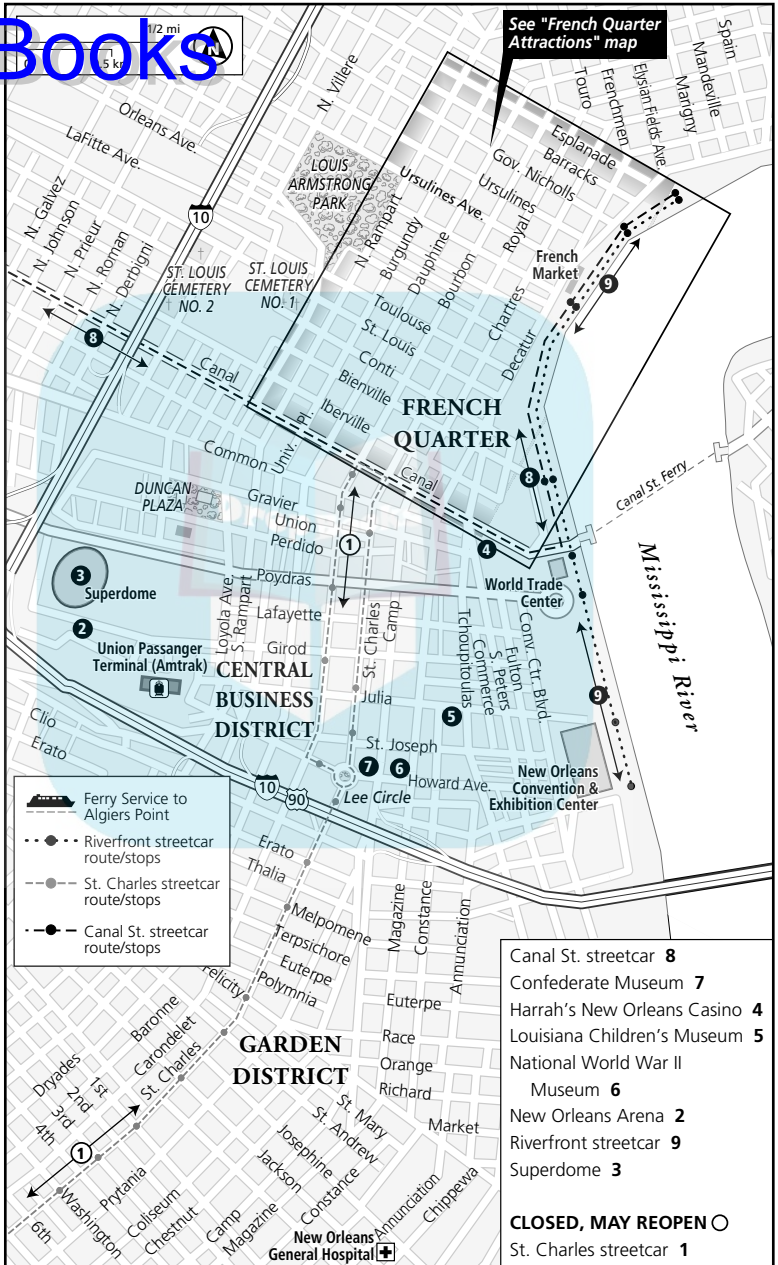 Books
1/2 mi
.5 km
N
See "French Quarter
Attractions" map
Spain
Mandeville
Marigny
Elysian Fields Ave.
Frenchmen
Touro
N. Villere
Orleans Ave.
LaFitte Ave.
LOUIS
ARMSTRONG
PARK
Esplanade
Barracks
Gov. Nicholls
Ursulines
Ursulines Ave.
Royal
N. Rampart
Burgundy
Dauphine
Bourbon
French
Market
9
N. Galvez
N. Johnson
N. Prieur
N. Roman
N. Derbigni
10
ST. LOUIS
CEMETERY
NO. 2
ST. LOUIS
CEMETERY
NO. 1
Toulouse
St. Louis
Conti
Bienville
Iberville
Chartres
Decatur
8
Canal
FRENCH
QUARTER
Univ. Pl.
Common
Canal
8
Canal St. Ferry
DUNCAN
PLAZA
Gravier
Union
Perdido
1
4
Poydras
World Trade
Center
Mississippi River
3
Superdome
2
Loyola Ave.
S. Rampart
Lafayette
Girod
St. Charles
Camp
Tchoupitoulas
Commerce
S. Peters
Fulton
Conv. Ctr. Blvd.
Union Passanger
Terminal (Amtrak)
CENTRAL
BUSINESS
DISTRICT
Julia
5
9
St. Joseph
7
6
Howard Ave.
Lee Circle
New Orleans
Convention &
Exhibition Center
Clio
Erato
10
90
Ferry Service to
Algiers Point
Riverfront streetcar
route/stops
St. Charles streetcar
route/stops
Canal St. streetcar
route/stops
Erato
Thalia
Melpomene
Terpsichore
Euterpe
Polymnia
Felicity
Magazine
Constance
Annunciation
Euterpe
Race
Orange
Richard
Market
GARDEN
DISTRICT
Baronne
Carondelet
St. Charles
Dryades
1st
2nd
3rd
4th
1
Washington
6th
Prytania
Coliseum
Chestnut
Camp
Magazine
St. Mary
St. Andrew
Josephine
Jackson
Constance
Annunciation
Chippewa
New Orleans
General Hospital
Canal St. streetcar 8
Confederate Museum 7
Harrah's New Orleans Casino 4
Louisiana Children's Museum 5
National World War II
Museum 6
New Orleans Arena 2
Riverfront streetcar 9
Superdome 3
CLOSED, MAY REOPEN
St. Charles streetcar 1